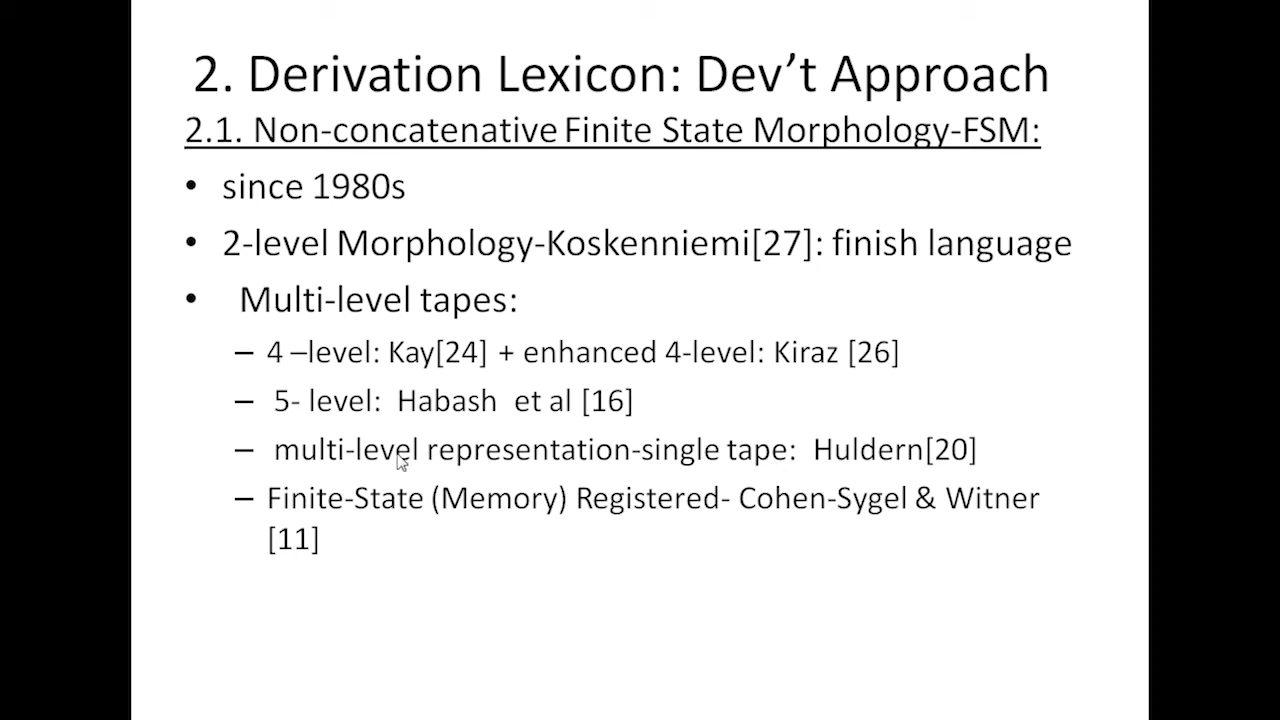 2. Derivation Lexicon: Dev’t Approach
2.1. Non-concatenative Finite State Morphology-FSM:
• since 1980s
• 2-level Morphology-Koskenniemi[27]: finish language
• Multi-level tapes:
– 4 –level: Kay[24] + enhanced 4-level: Kiraz [26]
– 5- level: Habash et al [16]
– multi-level representation-single tape: Huldern[20]
– Finite-State (Memory) Registered- Cohen-Sygel & Witner
[11]